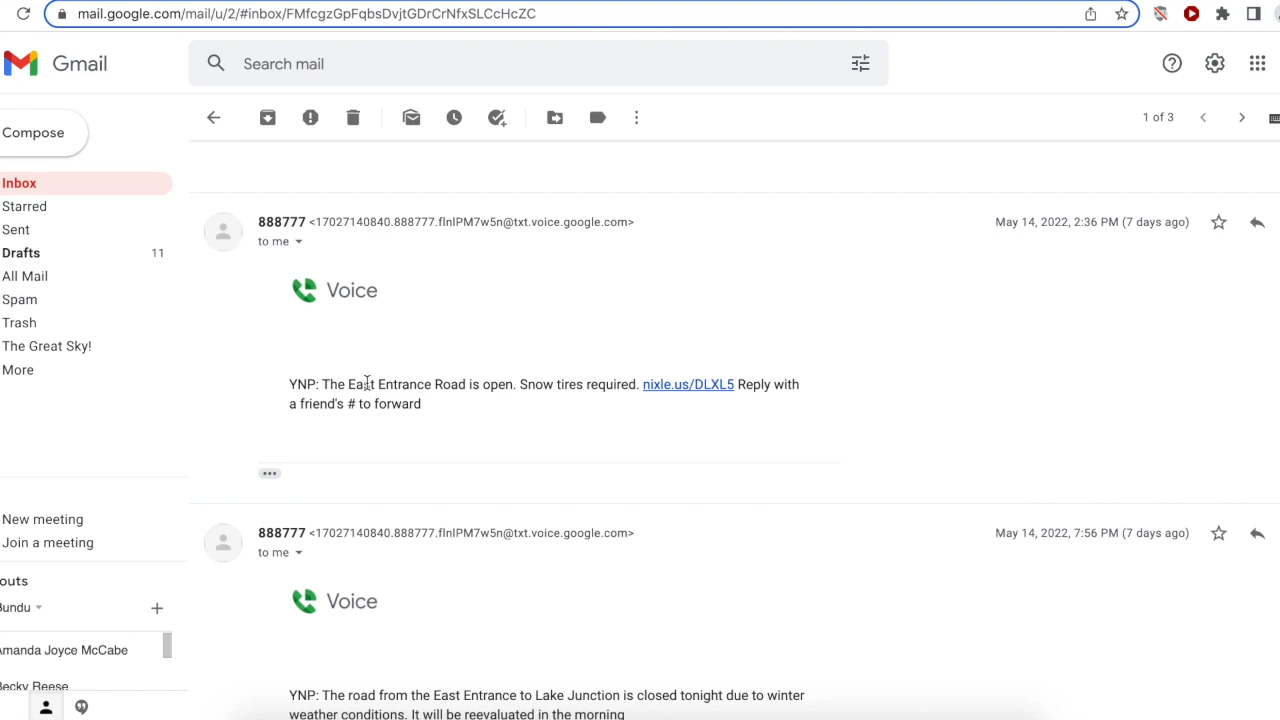 mail.google.com/mail/u/2/#inbox/FMfcgzGpFqbsDvjtGDrCrNfxSLCcHcZC
Gmail
Search mail
Compose
1 of 3
Inbox
Starred
Sent
Drafts 11
All Mail
Spam
Trash
The Great Sky!
More
New meeting
Join a meeting
outs
Bundu
Amanda Joyce McCabe
Becky Reese
888777 <17027140840.888777.flnlPM7w5n@txt.voice.google.com>
May 14, 2022, 2:36 PM (7 days ago)
to me
Voice
YNP: The East Entrance Road is open. Snow tires required. nixle.us/DLXL5 Reply with
a friend's # to forward
888777 <17027140840.888777.flnlPM7w5n@txt.voice.google.com>
May 14, 2022, 7:56 PM (7 days ago)
to me
Voice
YNP: The road from the East Entrance to Lake Junction is closed tonight due to winter
weather conditions. It will be reevaluated in the morning